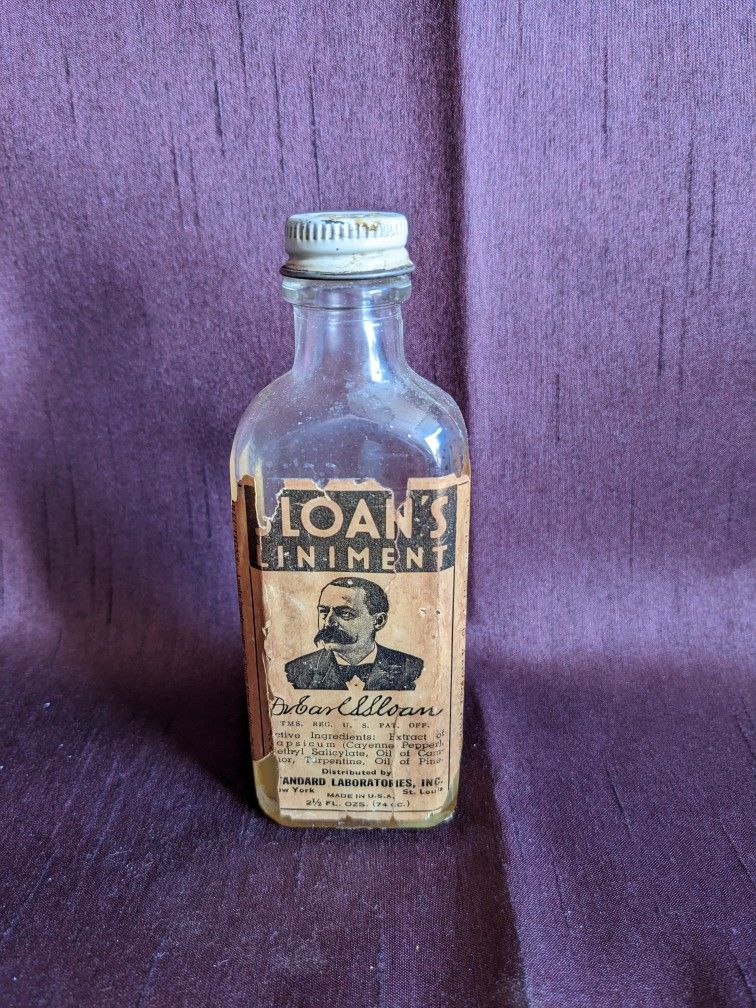 SLOAN'S
LINIMENT
Dr Earl S Sloan
TMS. REG. U. S. PAT. OFF.
ctive Ingredients: Extract of
apsicum (Cayenne Pepper),
ethyl Salicylate, Oil of Cam-
hor, Turpentine, Oil of Pine.
Distributed by
TANDARD LABORATORIES, INC.
ew York MADE IN U.S.A. St. Louis
2½ FL. OZS. (74 cc.)